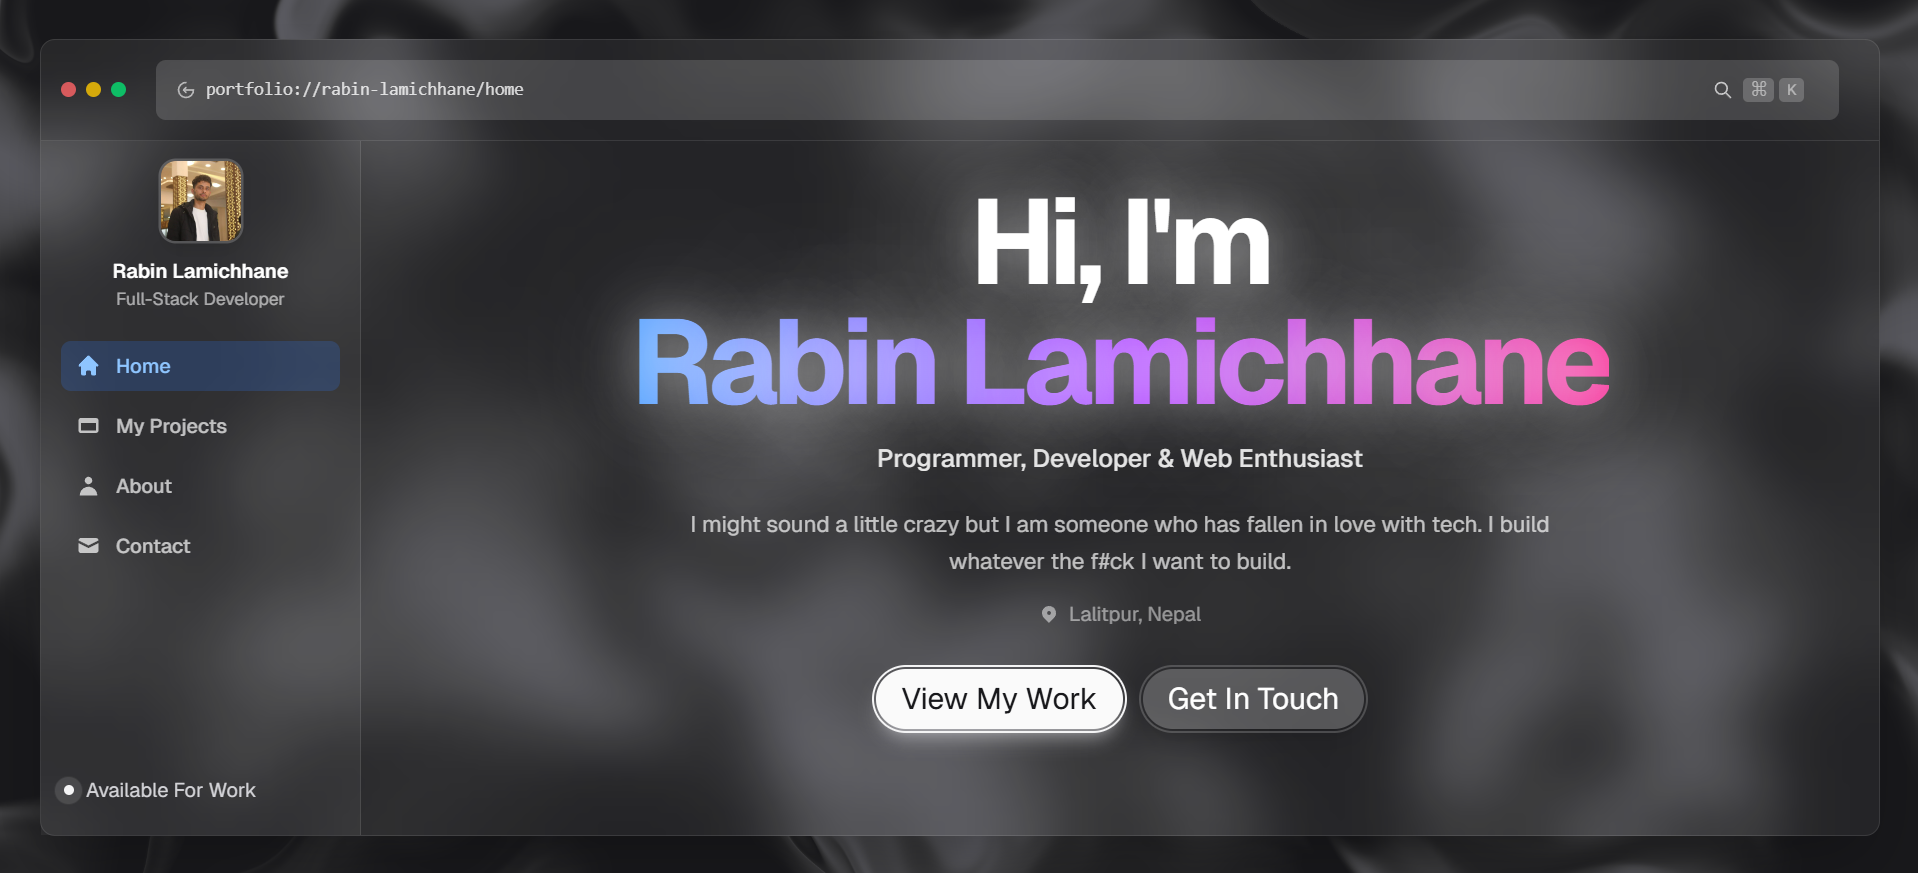 portfolio://rabin-lamichhane/home
⌘ K
Rabin Lamichhane
Full-Stack Developer
Home
My Projects
About
Contact
Available For Work
Hi, I'm
Rabin Lamichhane
Programmer, Developer & Web Enthusiast
I might sound a little crazy but I am someone who has fallen in love with tech. I build
whatever the f#ck I want to build.
Lalitpur, Nepal
View My Work
Get In Touch